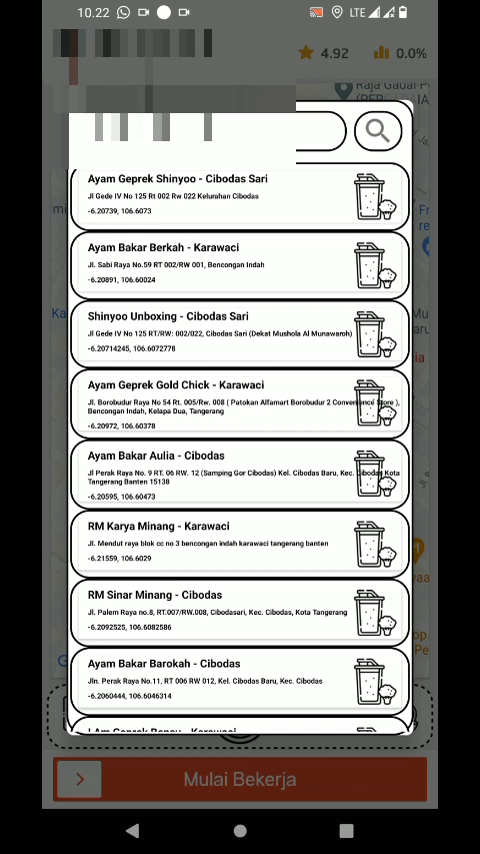 10.22
LTE
4.92
0.0%
Raja Gadai P
Ayam Geprek Shinyoo - Cibodas Sari
Jl Gede IV No 125 Rt 002 Rw 022 Kelurahan Cibodas
-6.20739, 106.6073
Ayam Bakar Berkah - Karawaci
Jl. Sabi Raya No.59 RT 002/RW 001, Bencongan Indah
-6.20891, 106.60024
Shinyoo Unboxing - Cibodas Sari
Jl Gede IV No 125 RT/RW: 002/022, Cibodas Sari (Dekat Mushola Al Munawaroh)
-6.20714245, 106.6072778
Ayam Geprek Gold Chick - Karawaci
Jl. Borobudur Raya No 54 Rt. 005/Rw. 008 ( Patokan Alfamart Borobudur 2 Convenience Store ),
Bencongan Indah, Kelapa Dua, Tangerang
-6.20972, 106.60378
Ayam Bakar Aulia - Cibodas
Jl Perak Raya No. 9 RT. 06 RW. 12 (Samping Gor Cibodas) Kel. Cibodas Baru, Kec. Cibodas Kota
Tangerang Banten 15138
-6.20595, 106.60473
RM Karya Minang - Karawaci
Jl. Mendut raya blok cc no 3 bencongan indah karawaci tangerang banten
-6.21559, 106.6029
RM Sinar Minang - Cibodas
Jl. Palem Raya no.8, RT.007/RW.008, Cibodasari, Kec. Cibodas, Kota Tangerang
-6.2092525, 106.6082586
Ayam Bakar Barokah - Cibodas
Jln. Perak Raya No.11, RT 006 RW 012, Kel. Cibodas Baru, Kec. Cibodas
-6.2060444, 106.6046314
I Am Geprek Bensu - Karawaci
Mulai Bekerja